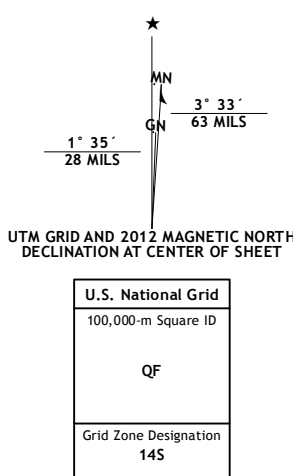 ★
MN
3° 33´
63 MILS
GN
1° 35´
28 MILS
UTM GRID AND 2012 MAGNETIC NORTH
DECLINATION AT CENTER OF SHEET
U.S. National Grid
100,000-m Square ID
QF
Grid Zone Designation
14S